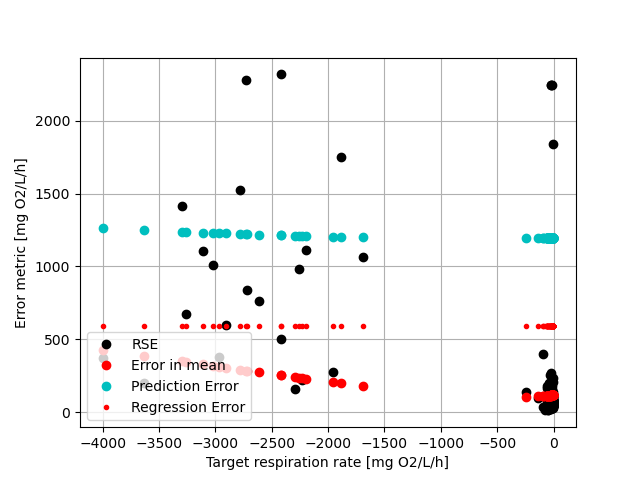 2000
1500
1000
500
0
Error metric [mg O2/L/h]
RSE
Error in mean
Prediction Error
Regression Error
−4000 −3500 −3000 −2500 −2000 −1500 −1000 −500 0
Target respiration rate [mg O2/L/h]